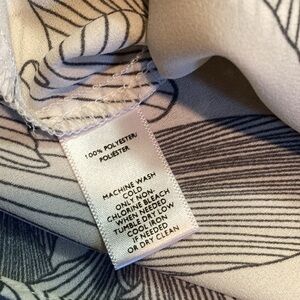 100% POLYESTER/
POLIÉSTER
MACHINE WASH
COLD
ONLY NON
CHLORINE BLEACH
WHEN NEEDED
TUMBLE DRY LOW
COOL IRON
IF NEEDED
OR DRY CLEAN